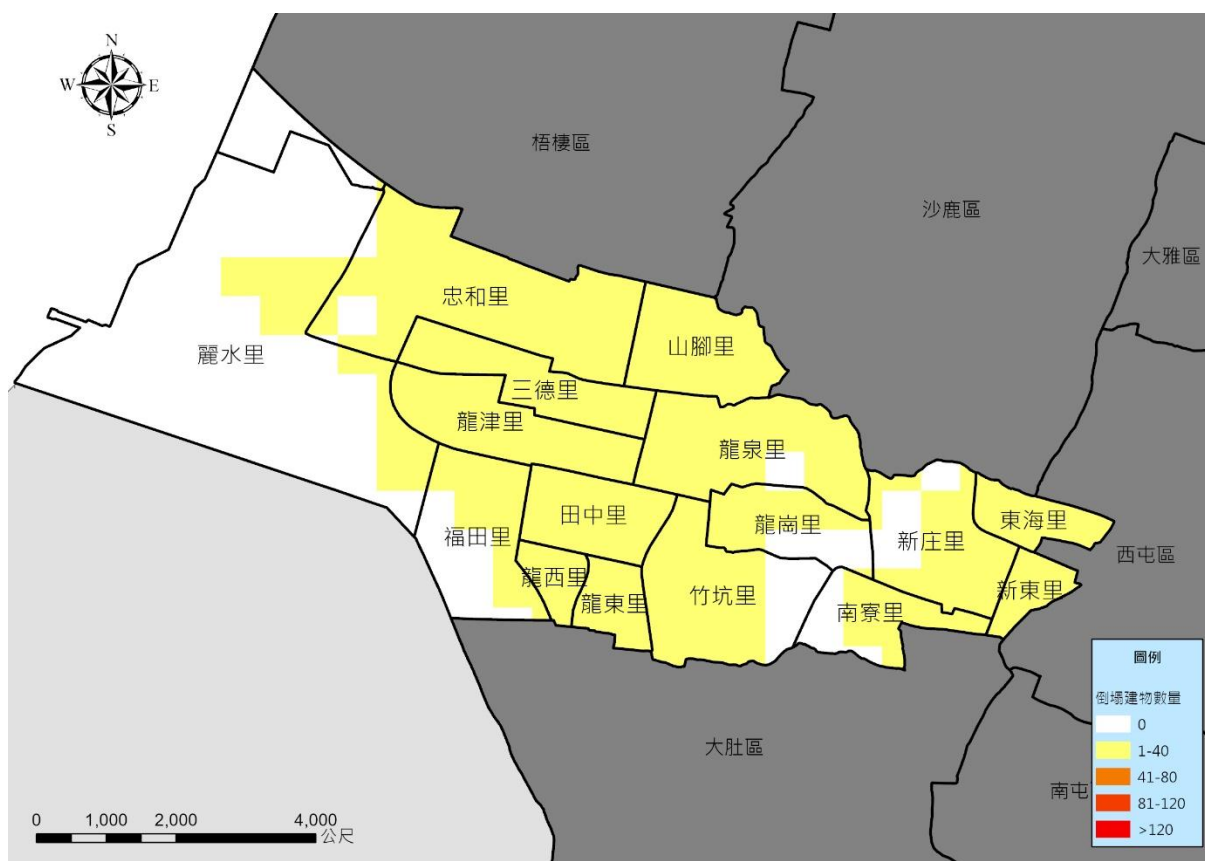 N
W
E
S
梧棲區
沙鹿區
大雅區
忠和里
山腳里
麗水里
三德里
龍津里
龍泉里
田中里
龍崗里
東海里
福田里
新庄里
西屯區
龍西里
龍東里
竹坑里
南寮里
新東里
大肚區
南屯
圖例
倒塌建物數量
0
1-40
41-80
81-120
>120
0 1,000 2,000 4,000
公尺